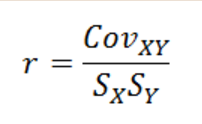 r = Cov_XY / S_X S_Y